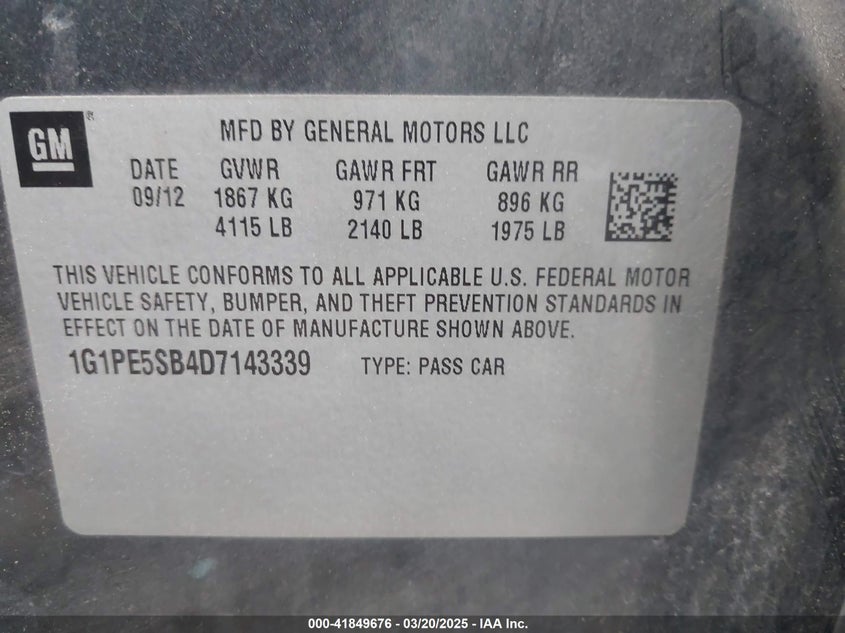 GM®
MFD BY GENERAL MOTORS LLC
DATE GVWR GAWR FRT GAWR RR
09/12 1867 KG 971 KG 896 KG
4115 LB 2140 LB 1975 LB
THIS VEHICLE CONFORMS TO ALL APPLICABLE U.S. FEDERAL MOTOR
VEHICLE SAFETY, BUMPER, AND THEFT PREVENTION STANDARDS IN
EFFECT ON THE DATE OF MANUFACTURE SHOWN ABOVE.
1G1PE5SB4D7143339 TYPE: PASS CAR
000-41849676 - 03/20/2025 - IAA Inc.